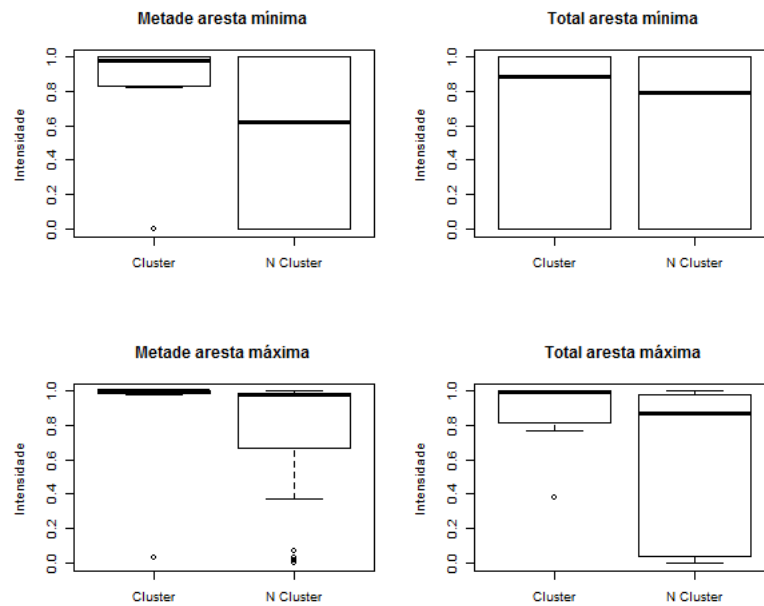 Metade aresta mínima
Intensidade
1.0
0.8
0.6
0.4
0.2
0.0
Cluster N Cluster
Total aresta mínima
Intensidade
1.0
0.8
0.6
0.4
0.2
0.0
Cluster N Cluster
Metade aresta máxima
Intensidade
1.0
0.8
0.6
0.4
0.2
0.0
Cluster N Cluster
Total aresta máxima
Intensidade
1.0
0.8
0.6
0.4
0.2
0.0
Cluster N Cluster